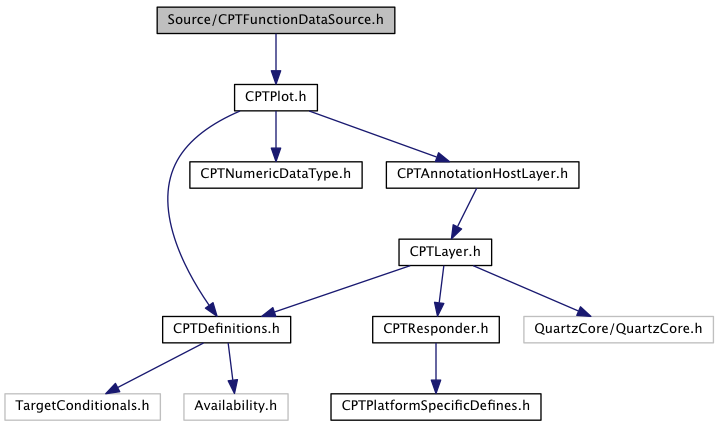 Source/CPTFunctionDataSource.h
CPTPlot.h
CPTNumericDataType.h
CPTAnnotationHostLayer.h
CPTLayer.h
CPTDefinitions.h
CPTResponder.h
QuartzCore/QuartzCore.h
TargetConditionals.h
Availability.h
CPTPlatformSpecificDefines.h